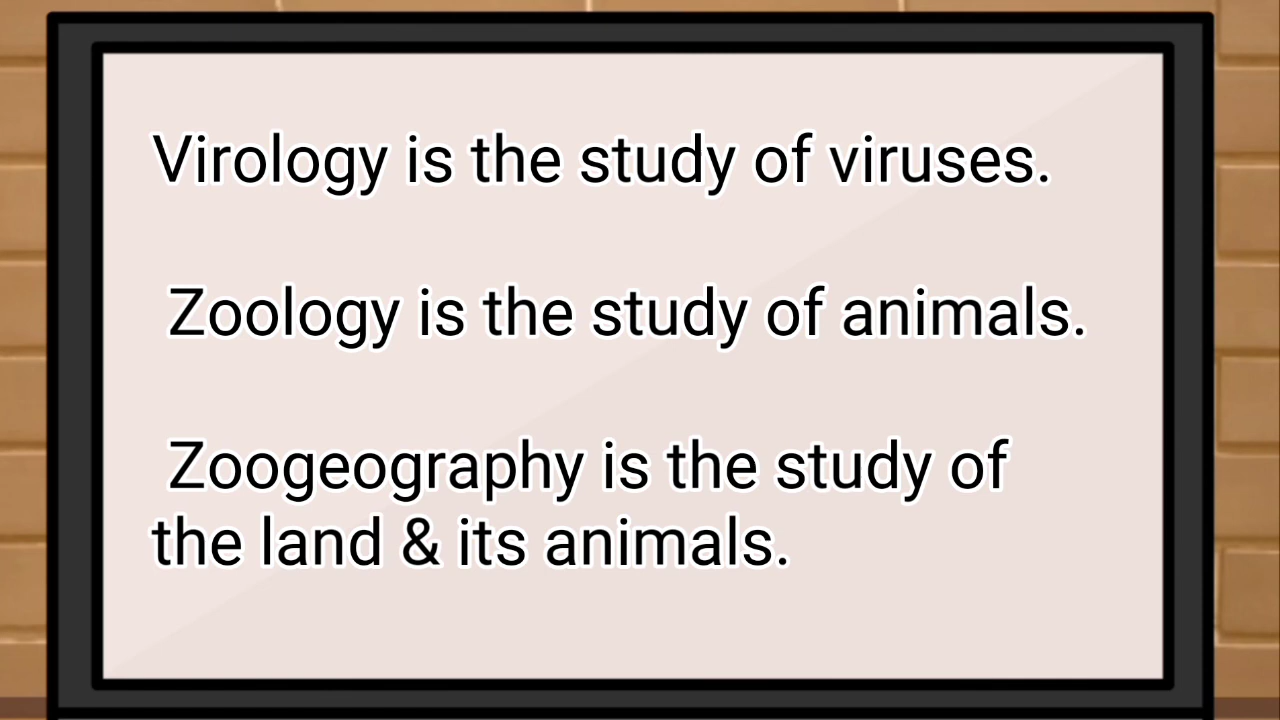 Virology is the study of viruses.
Zoology is the study of animals.
Zoogeography is the study of
the land & its animals.